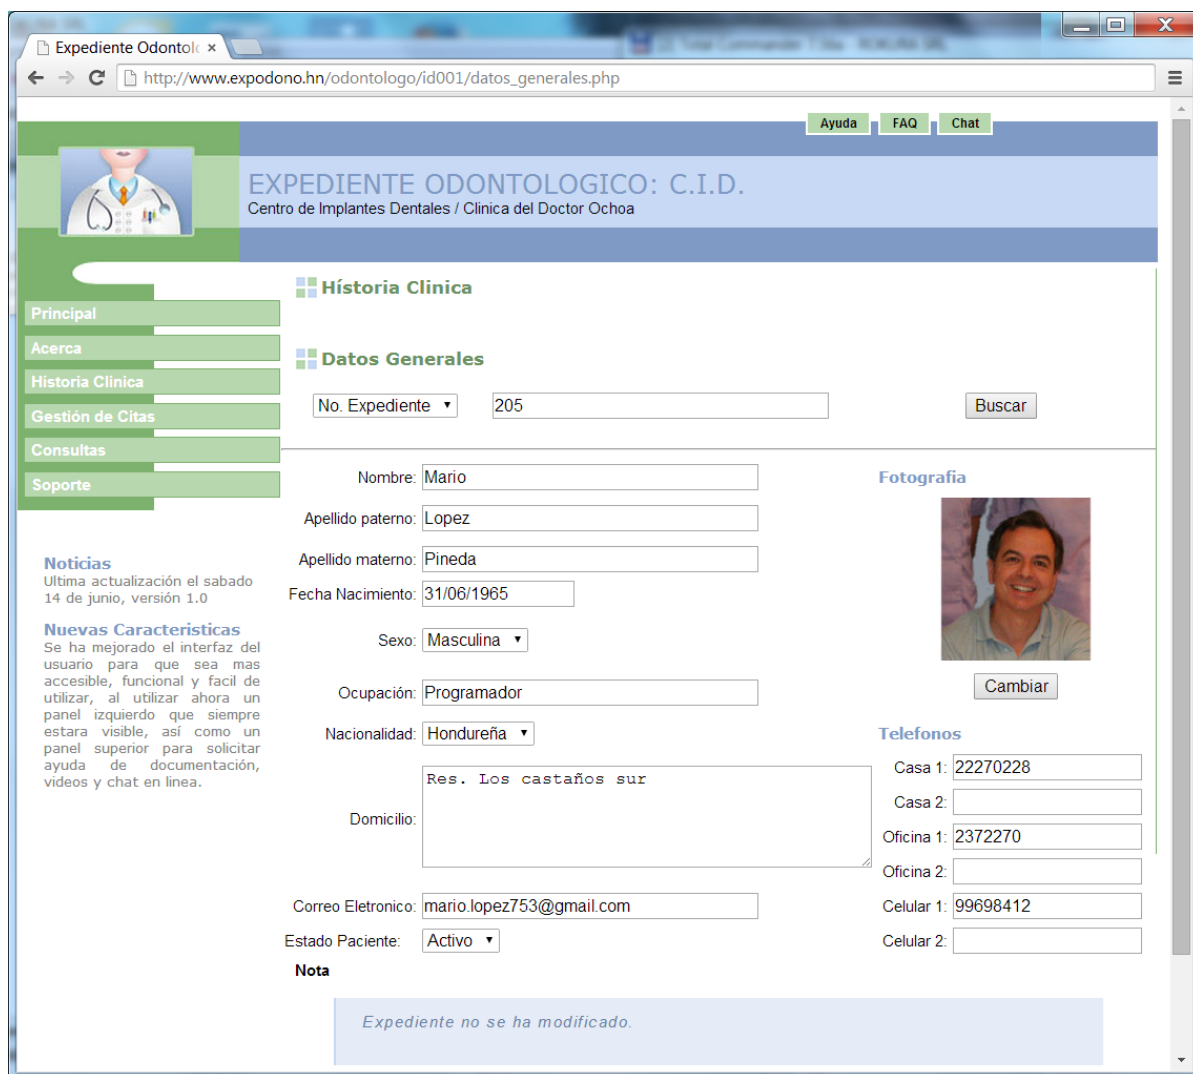 Expediente Odontolo
http://www.expodono.hn/odontologo/id001/datos_generales.php
Ayuda FAQ Chat
EXPEDIENTE ODONTOLOGICO: C.I.D.
Centro de Implantes Dentales / Clinica del Doctor Ochoa
Principal
Acerca
Historia Clinica
Gestión de Citas
Consultas
Soporte
Noticias
Ultima actualización el sabado
14 de junio, versión 1.0
Nuevas Caracteristicas
Se ha mejorado el interfaz del
usuario para que sea mas
accesible, funcional y facil de
utilizar, al utilizar ahora un
panel izquierdo que siempre
estara visible, así como un
panel superior para solicitar
ayuda de documentación,
videos y chat en linea.
Hístoria Clinica
Datos Generales
No. Expediente 205 Buscar
Nombre: Mario
Apellido paterno: Lopez
Apellido materno: Pineda
Fecha Nacimiento: 31/06/1965
Sexo: Masculina
Ocupación: Programador
Nacionalidad: Hondureña
Domicilio: Res. Los castaños sur
Correo Eletronico: mario.lopez753@gmail.com
Estado Paciente: Activo
Fotografia
Cambiar
Telefonos
Casa 1: 22270228
Casa 2:
Oficina 1: 2372270
Oficina 2:
Celular 1: 99698412
Celular 2:
Nota
Expediente no se ha modificado.